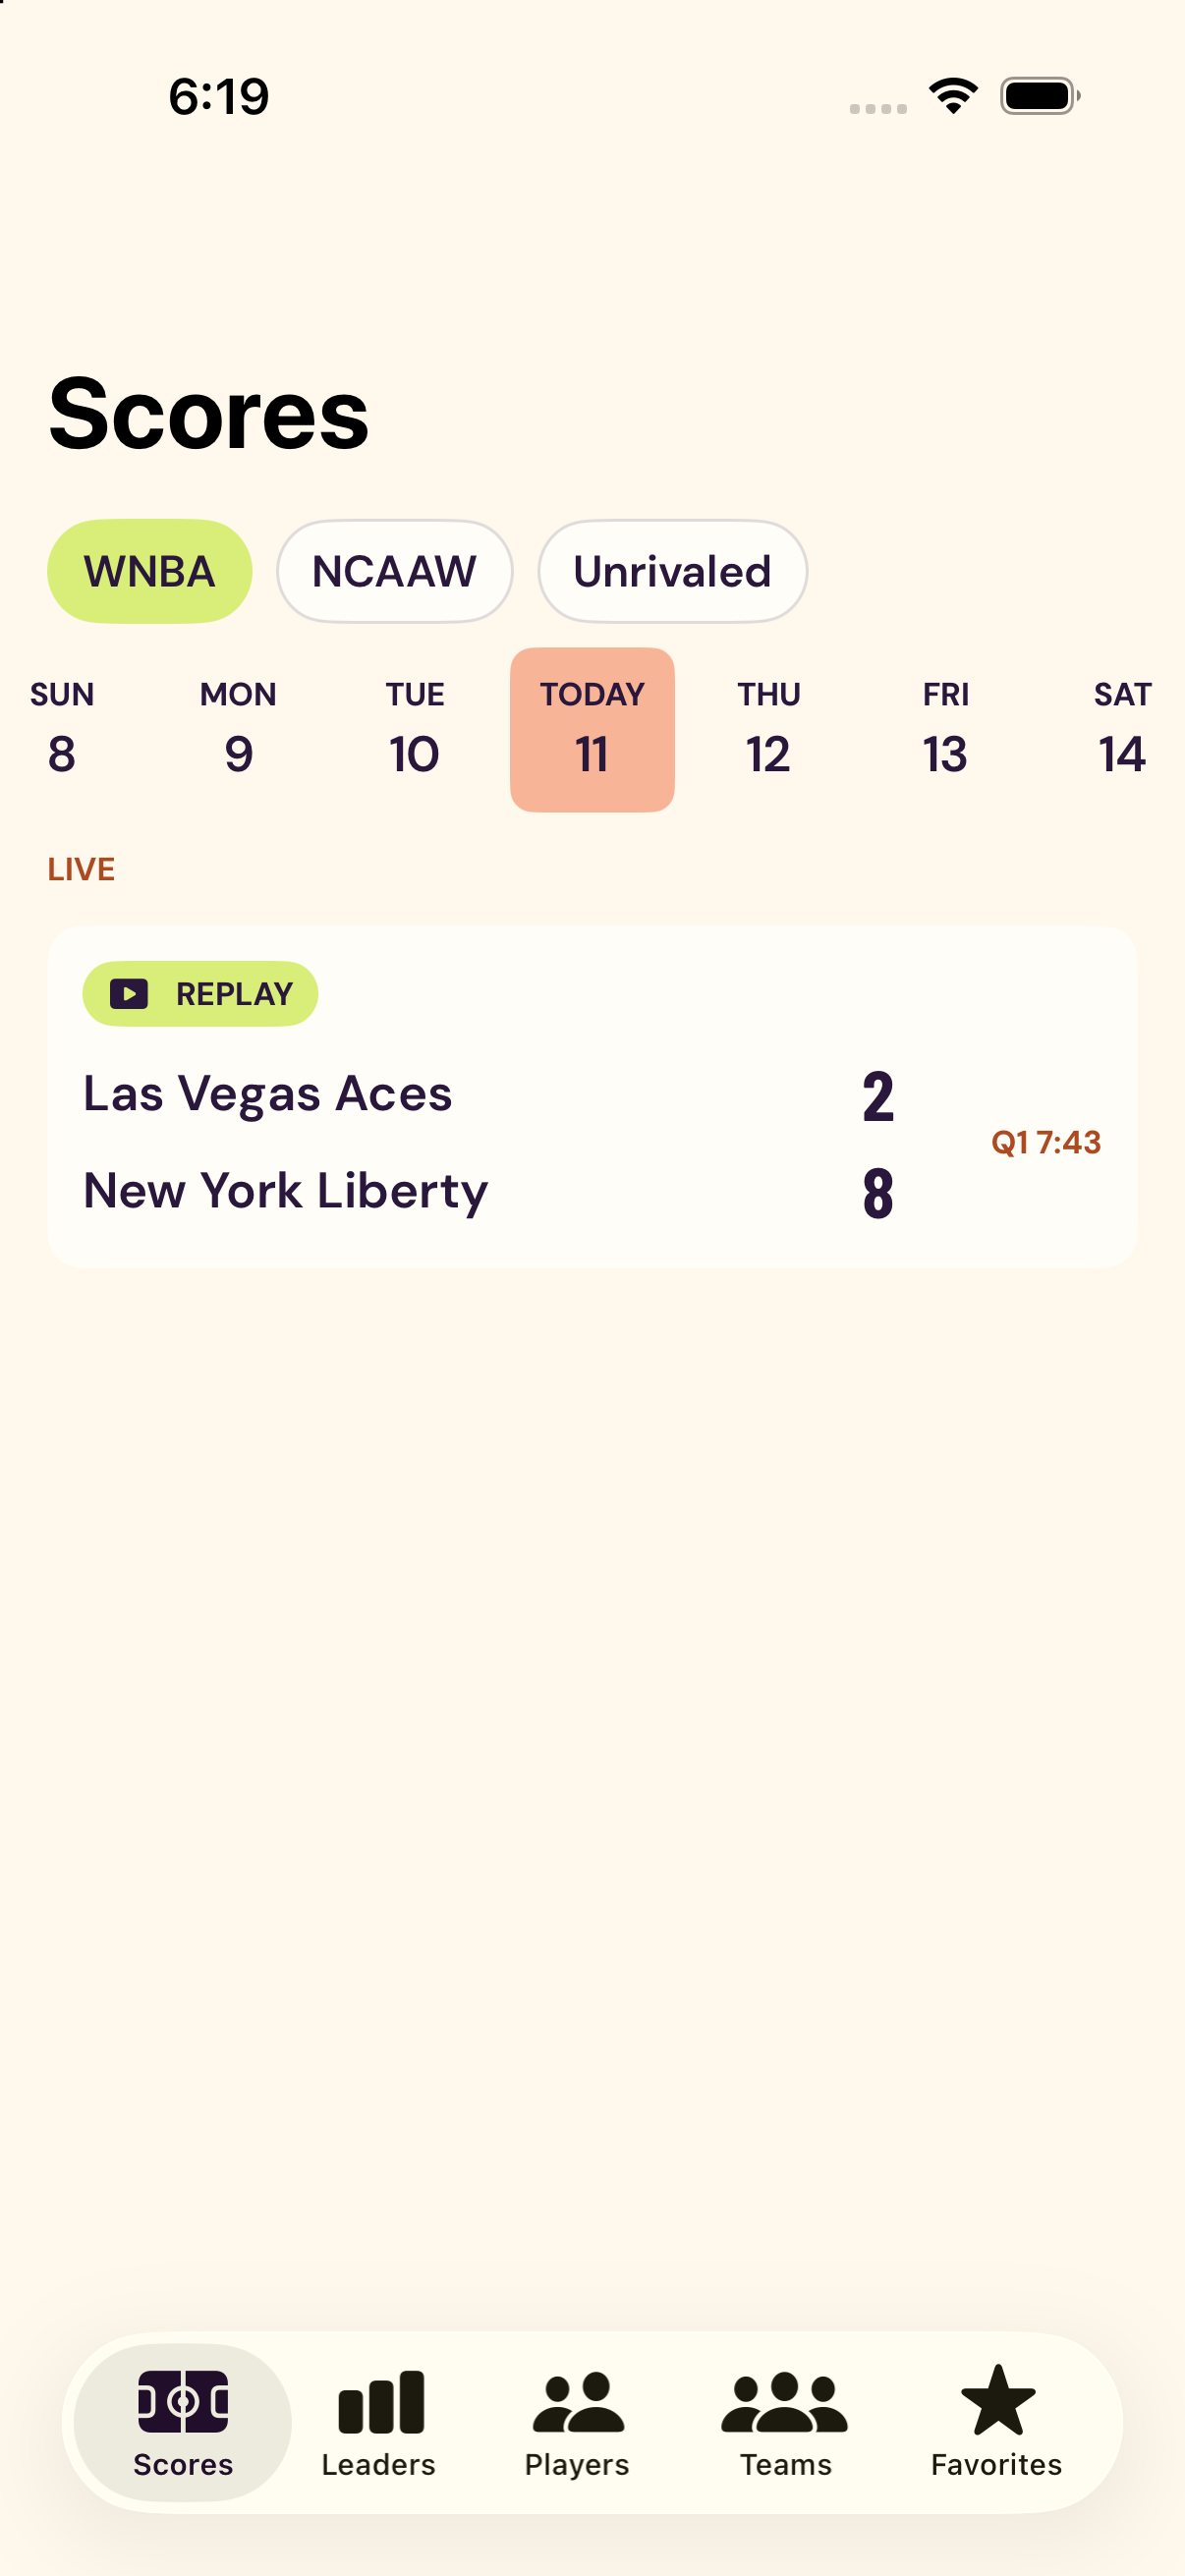 6:19
Scores
WNBA NCAAW Unrivaled
SUN MON TUE TODAY THU FRI SAT
8 9 10 11 12 13 14
LIVE
REPLAY
Las Vegas Aces 2
Q1 7:43
New York Liberty 8
Scores Leaders Players Teams Favorites